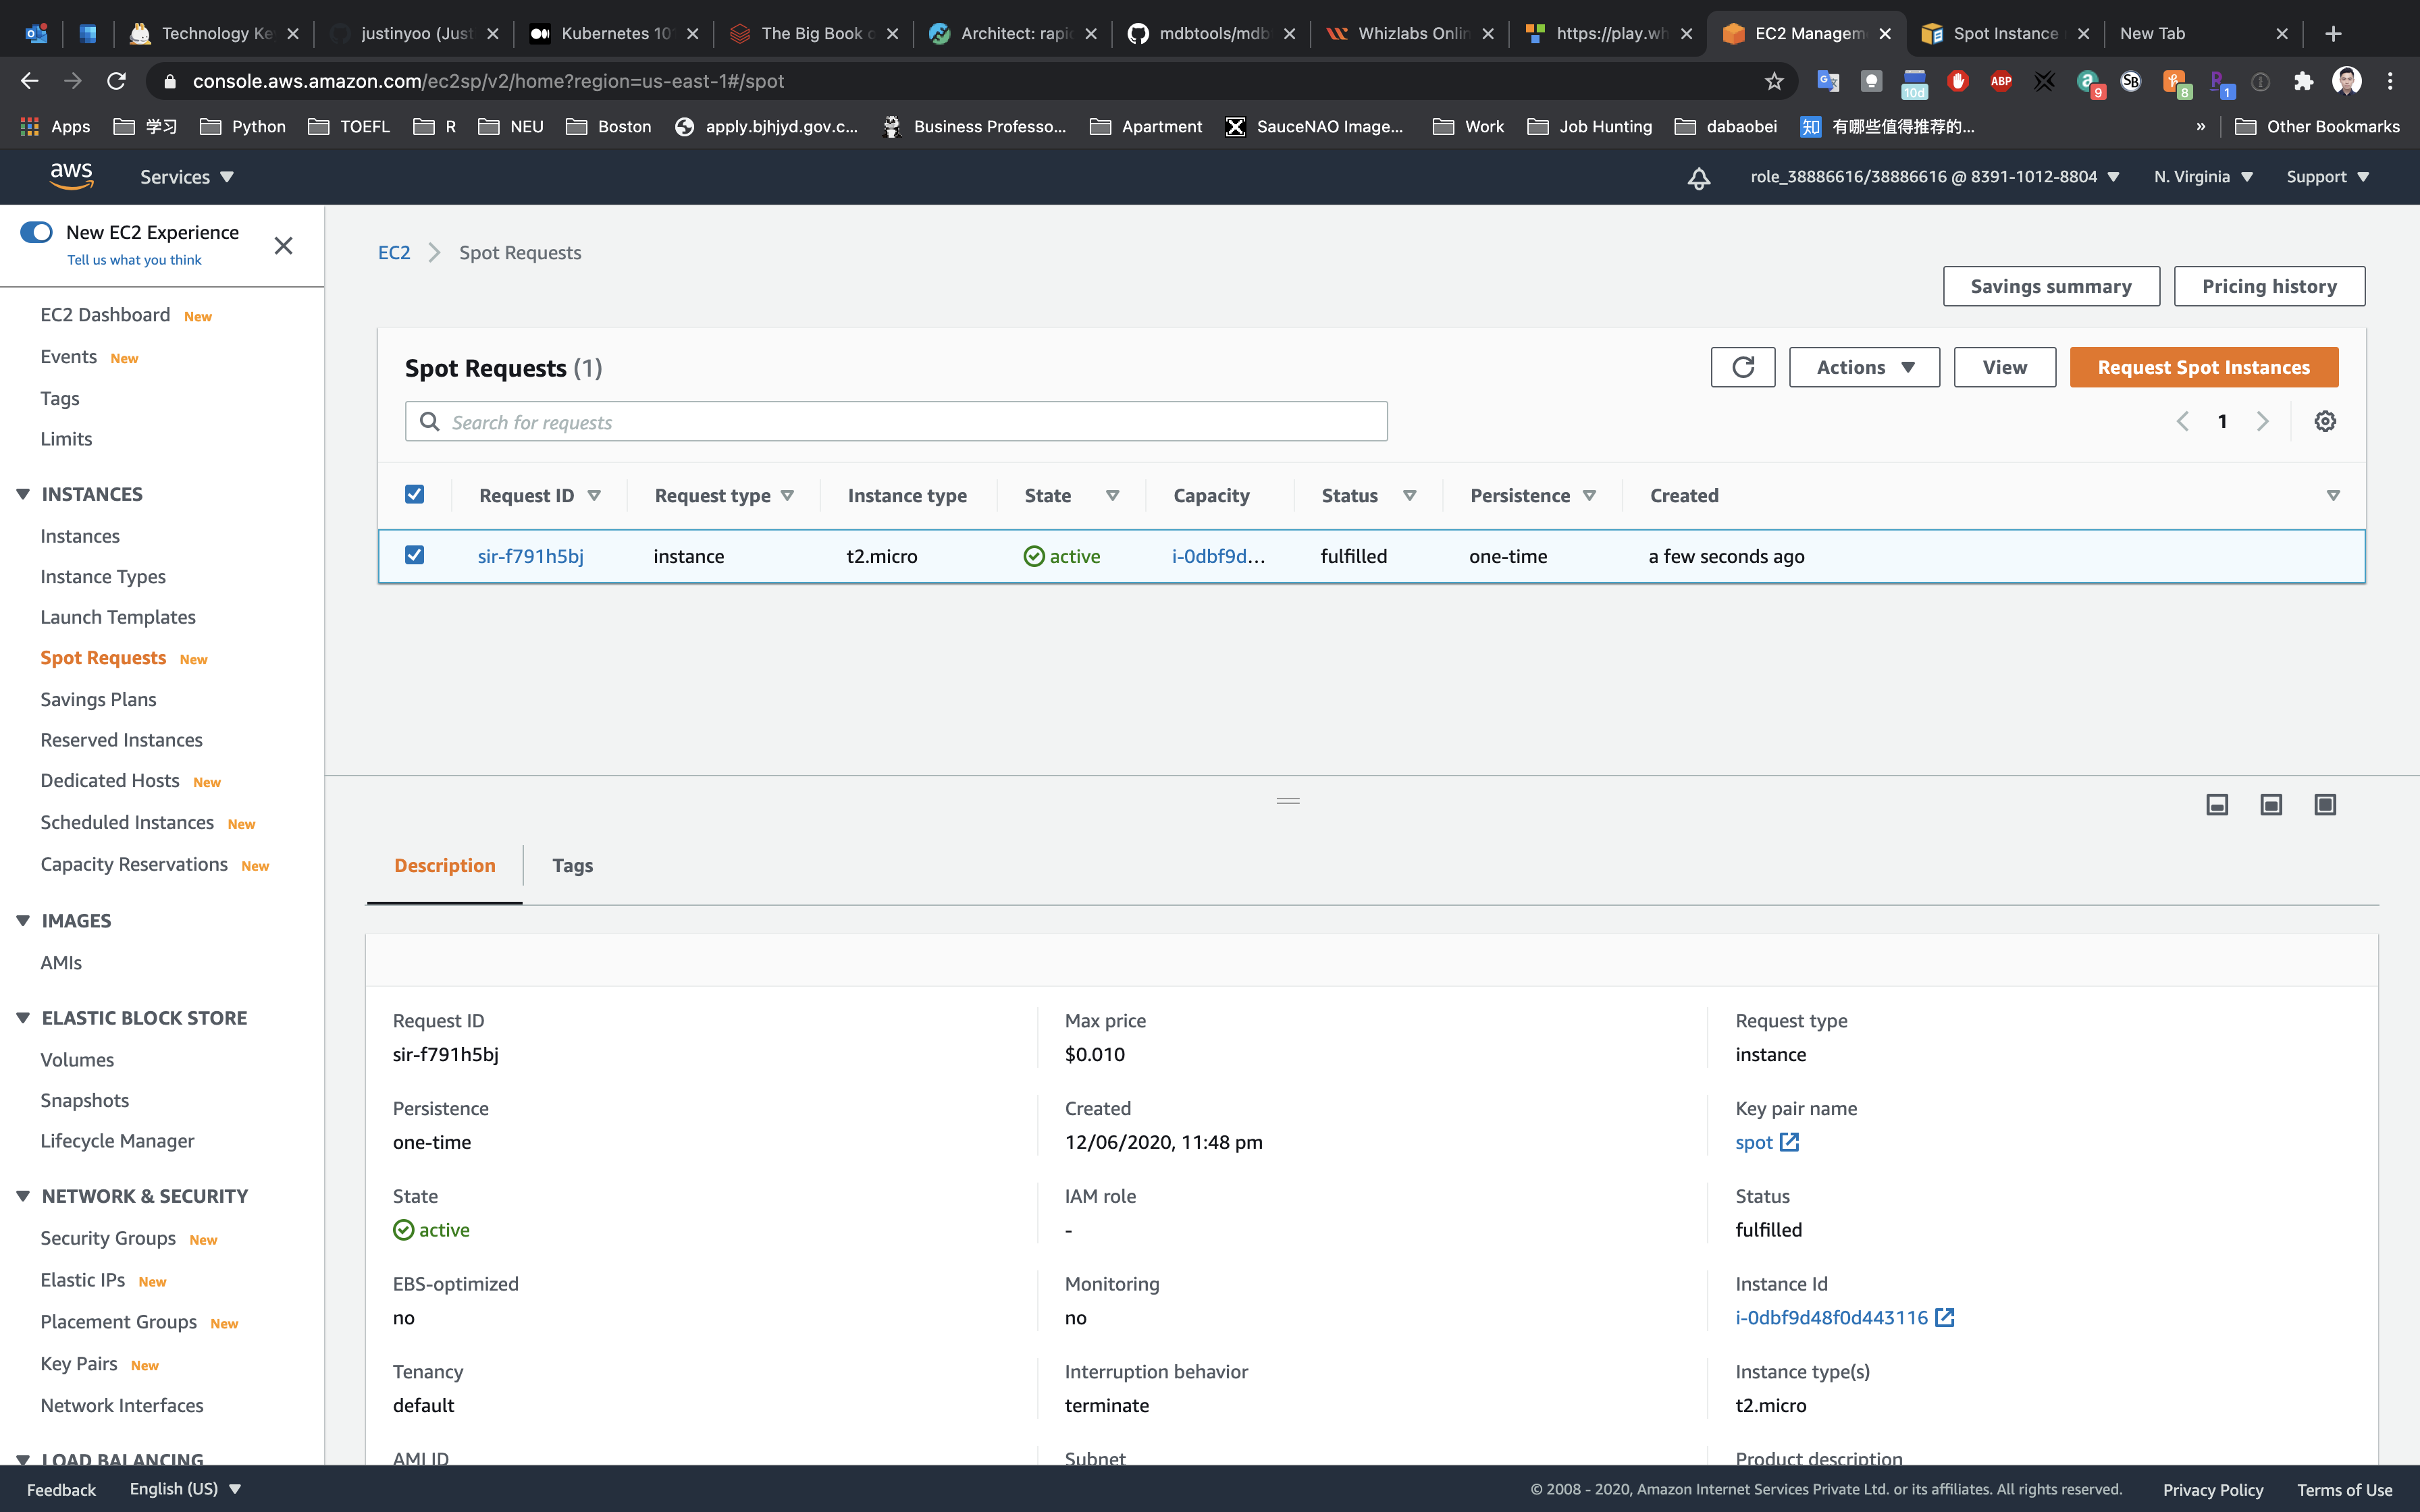 Technology Ke
justinyoo (Just
Kubernetes 10
The Big Book o
Architect: rapi
mdbtools/mdb
Whizlabs Onlin
https://play.wh
EC2 Managem
Spot Instance
New Tab
console.aws.amazon.com/ec2sp/v2/home?region=us-east-1#/spot
10d
ABP
9
SB
8
1
Apps
学习
Python
TOEFL
R
NEU
Boston
apply.bjhjyd.gov.c...
Business Professo...
Apartment
SauceNAO Image...
Work
Job Hunting
dabaobei
知 有哪些值得推荐的...
»
Other Bookmarks
aws
Services
role_38886616/38886616 @ 8391-1012-8804
N. Virginia
Support
New EC2 Experience
Tell us what you think
EC2 Dashboard New
Events New
Tags
Limits
INSTANCES
Instances
Instance Types
Launch Templates
Spot Requests New
Savings Plans
Reserved Instances
Dedicated Hosts New
Scheduled Instances New
Capacity Reservations New
IMAGES
AMIs
ELASTIC BLOCK STORE
Volumes
Snapshots
Lifecycle Manager
NETWORK & SECURITY
Security Groups New
Elastic IPs New
Placement Groups New
Key Pairs New
Network Interfaces
LOAD BALANCING
EC2 > Spot Requests
Savings summary
Pricing history
Spot Requests (1)
Actions
View
Request Spot Instances
Search for requests
1
Request ID Request type Instance type State Capacity Status Persistence Created
sir-f791h5bj instance t2.micro active i-0dbf9d... fulfilled one-time a few seconds ago
Description
Tags
Request ID
sir-f791h5bj
Max price
$0.010
Request type
instance
Persistence
one-time
Created
12/06/2020, 11:48 pm
Key pair name
spot
State
active
IAM role
-
Status
fulfilled
EBS-optimized
no
Monitoring
no
Instance Id
i-0dbf9d48f0d443116
Tenancy
default
Interruption behavior
terminate
Instance type(s)
t2.micro
AMI ID
Subnet
Product description
Feedback
English (US)
© 2008 - 2020, Amazon Internet Services Private Ltd. or its affiliates. All rights reserved.
Privacy Policy
Terms of Use